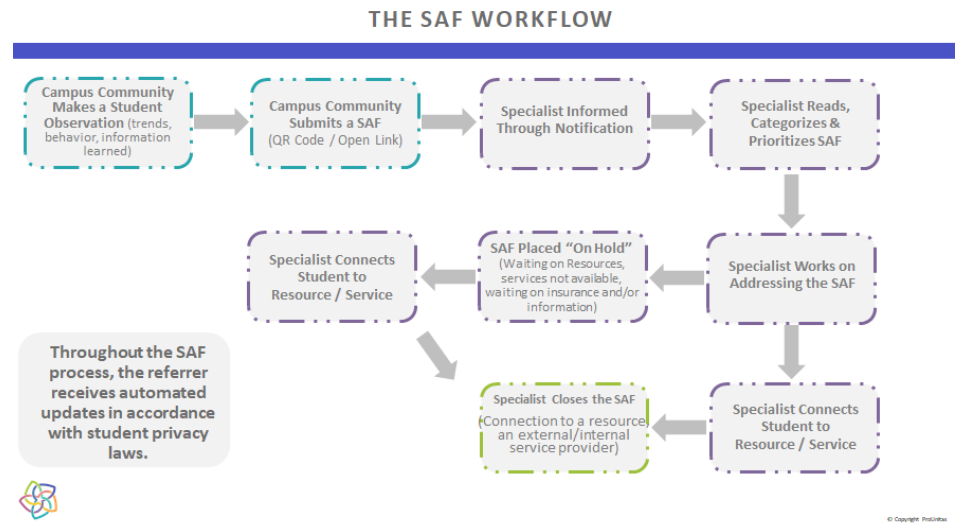 THE SAF WORKFLOW
Campus Community
Makes a Student
Observation (trends,
behavior, information
learned)
Campus Community
Submits a SAF
(QR Code / Open Link)
Specialist Informed
Through Notification
Specialist Reads,
Categorizes &
Prioritizes SAF
Specialist Connects
Student to
Resource / Service
SAF Placed “On Hold”
(Waiting on Resources,
services not available,
waiting on insurance and/or
information)
Specialist Works on
Addressing the SAF
Throughout the SAF
process, the referrer
receives automated
updates in accordance
with student privacy
laws.
Specialist Closes the SAF
(Connection to a resource,
an external/internal
service provider)
Specialist Connects
Student to
Resource / Service
© Copyright ProUnitas